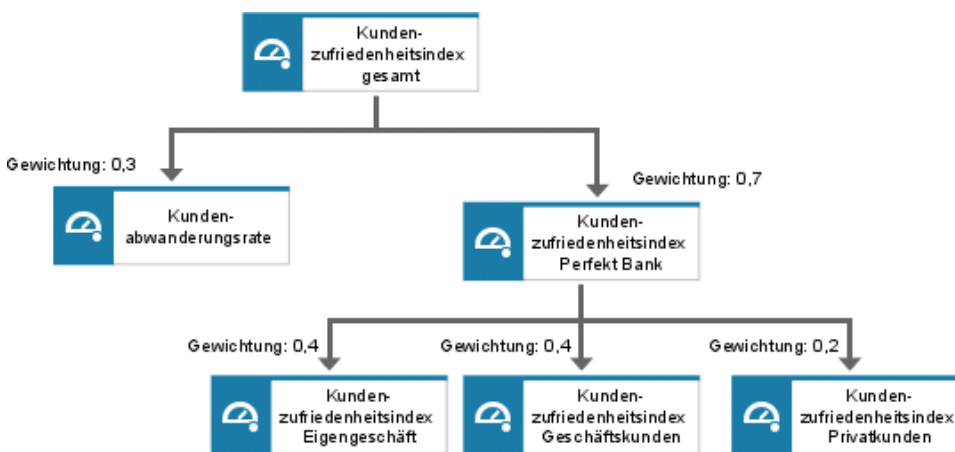 Kunden-
zufriedenheitsindex
gesamt
Gewichtung: 0,3
Gewichtung: 0,7
Kunden-
abwanderungsrate
Kunden-
zufriedenheitsindex
Perfekt Bank
Gewichtung: 0,4
Gewichtung: 0,4
Gewichtung: 0,2
Kunden-
zufriedenheitsindex
Eigengeschäft
Kunden-
zufriedenheitsindex
Geschäftskunden
Kunden-
zufriedenheitsindex
Privatkunden